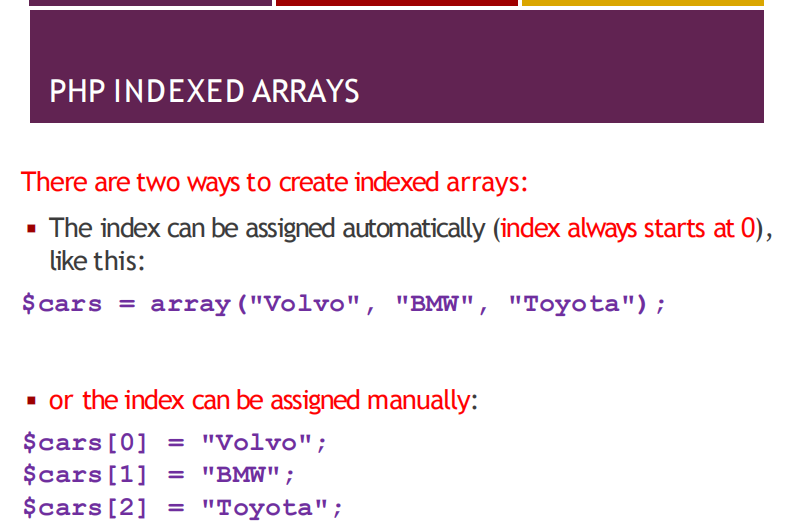 PHP INDEXED ARRAYS
There are two ways to create indexed arrays:
▪ The index can be assigned automatically (index always starts at 0),
like this:
$cars = array("Volvo", "BMW", "Toyota");
▪ or the index can be assigned manually:
$cars[0] = "Volvo";
$cars[1] = "BMW";
$cars[2] = "Toyota";